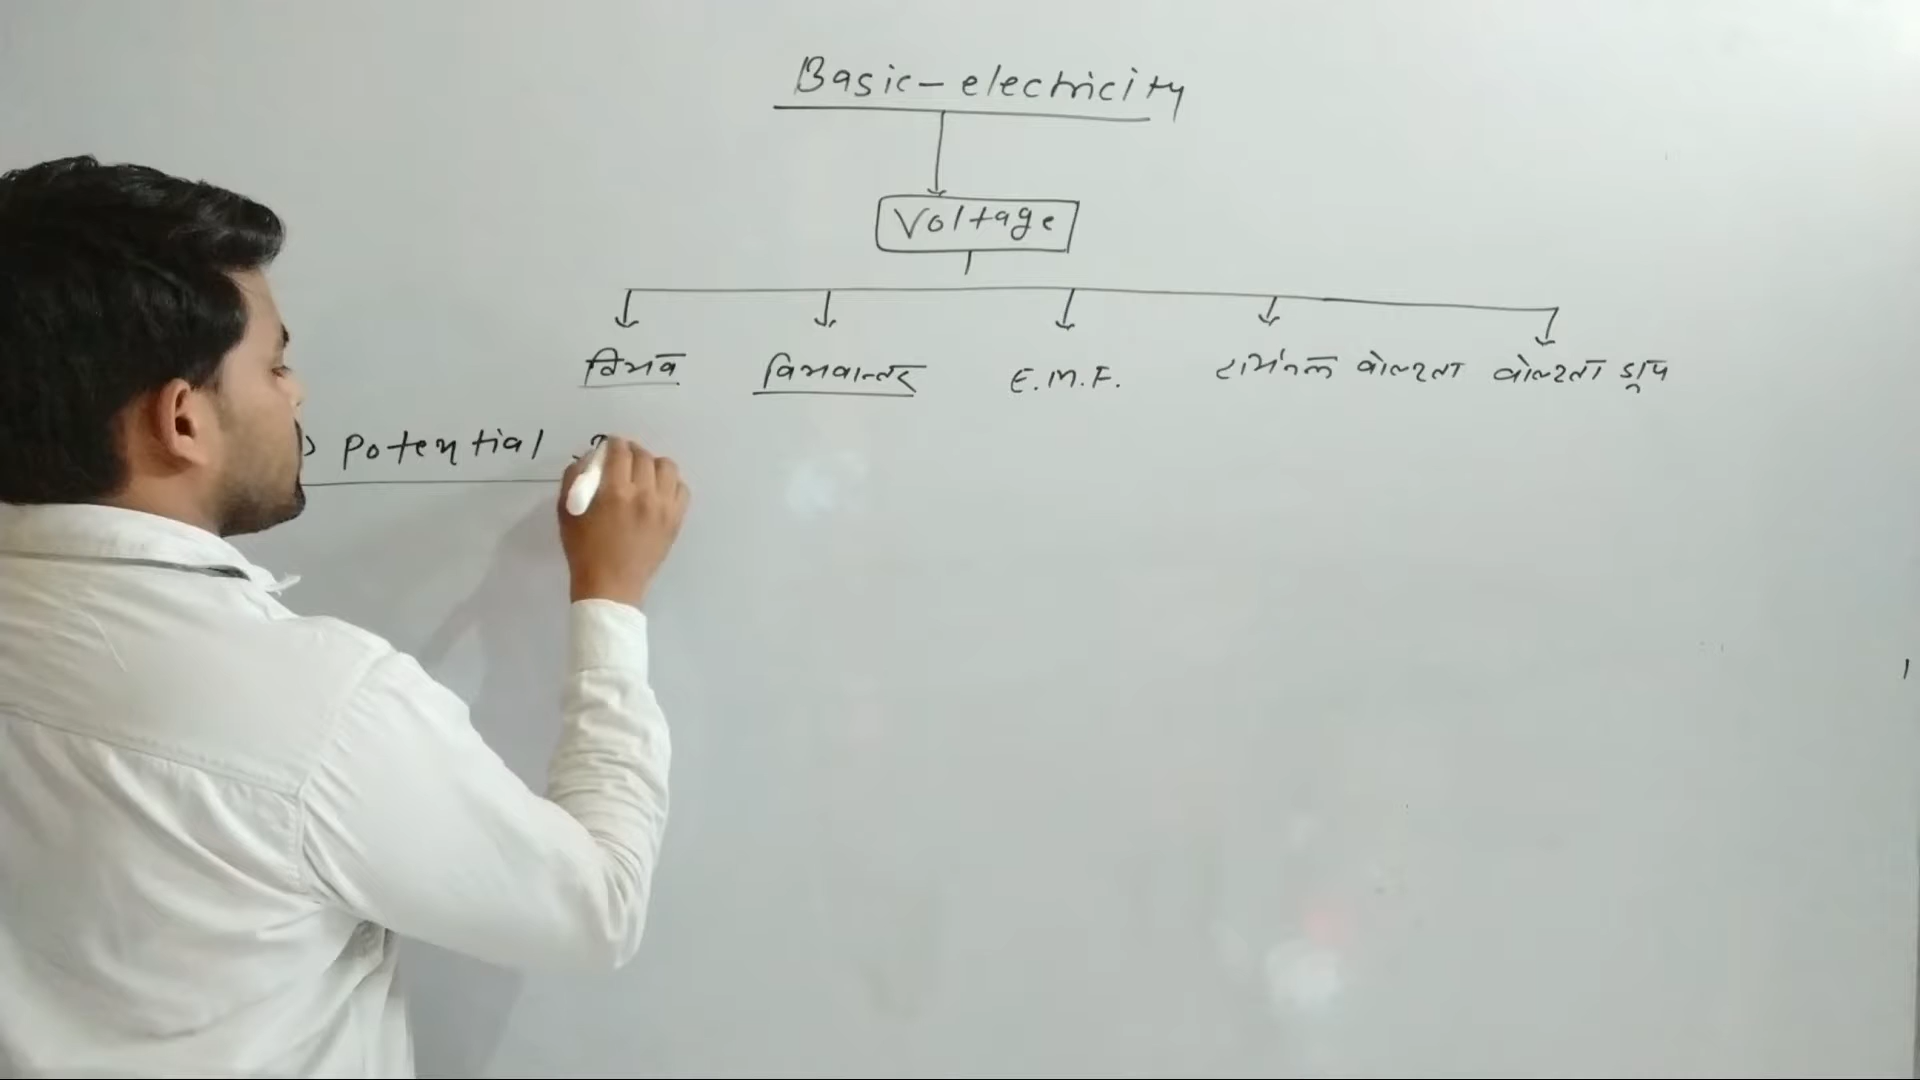 Basic-electricity
Voltage
विभव विभवान्तर E.M.F. टर्मिनल वोल्टता वोल्टता ड्राप
Potential